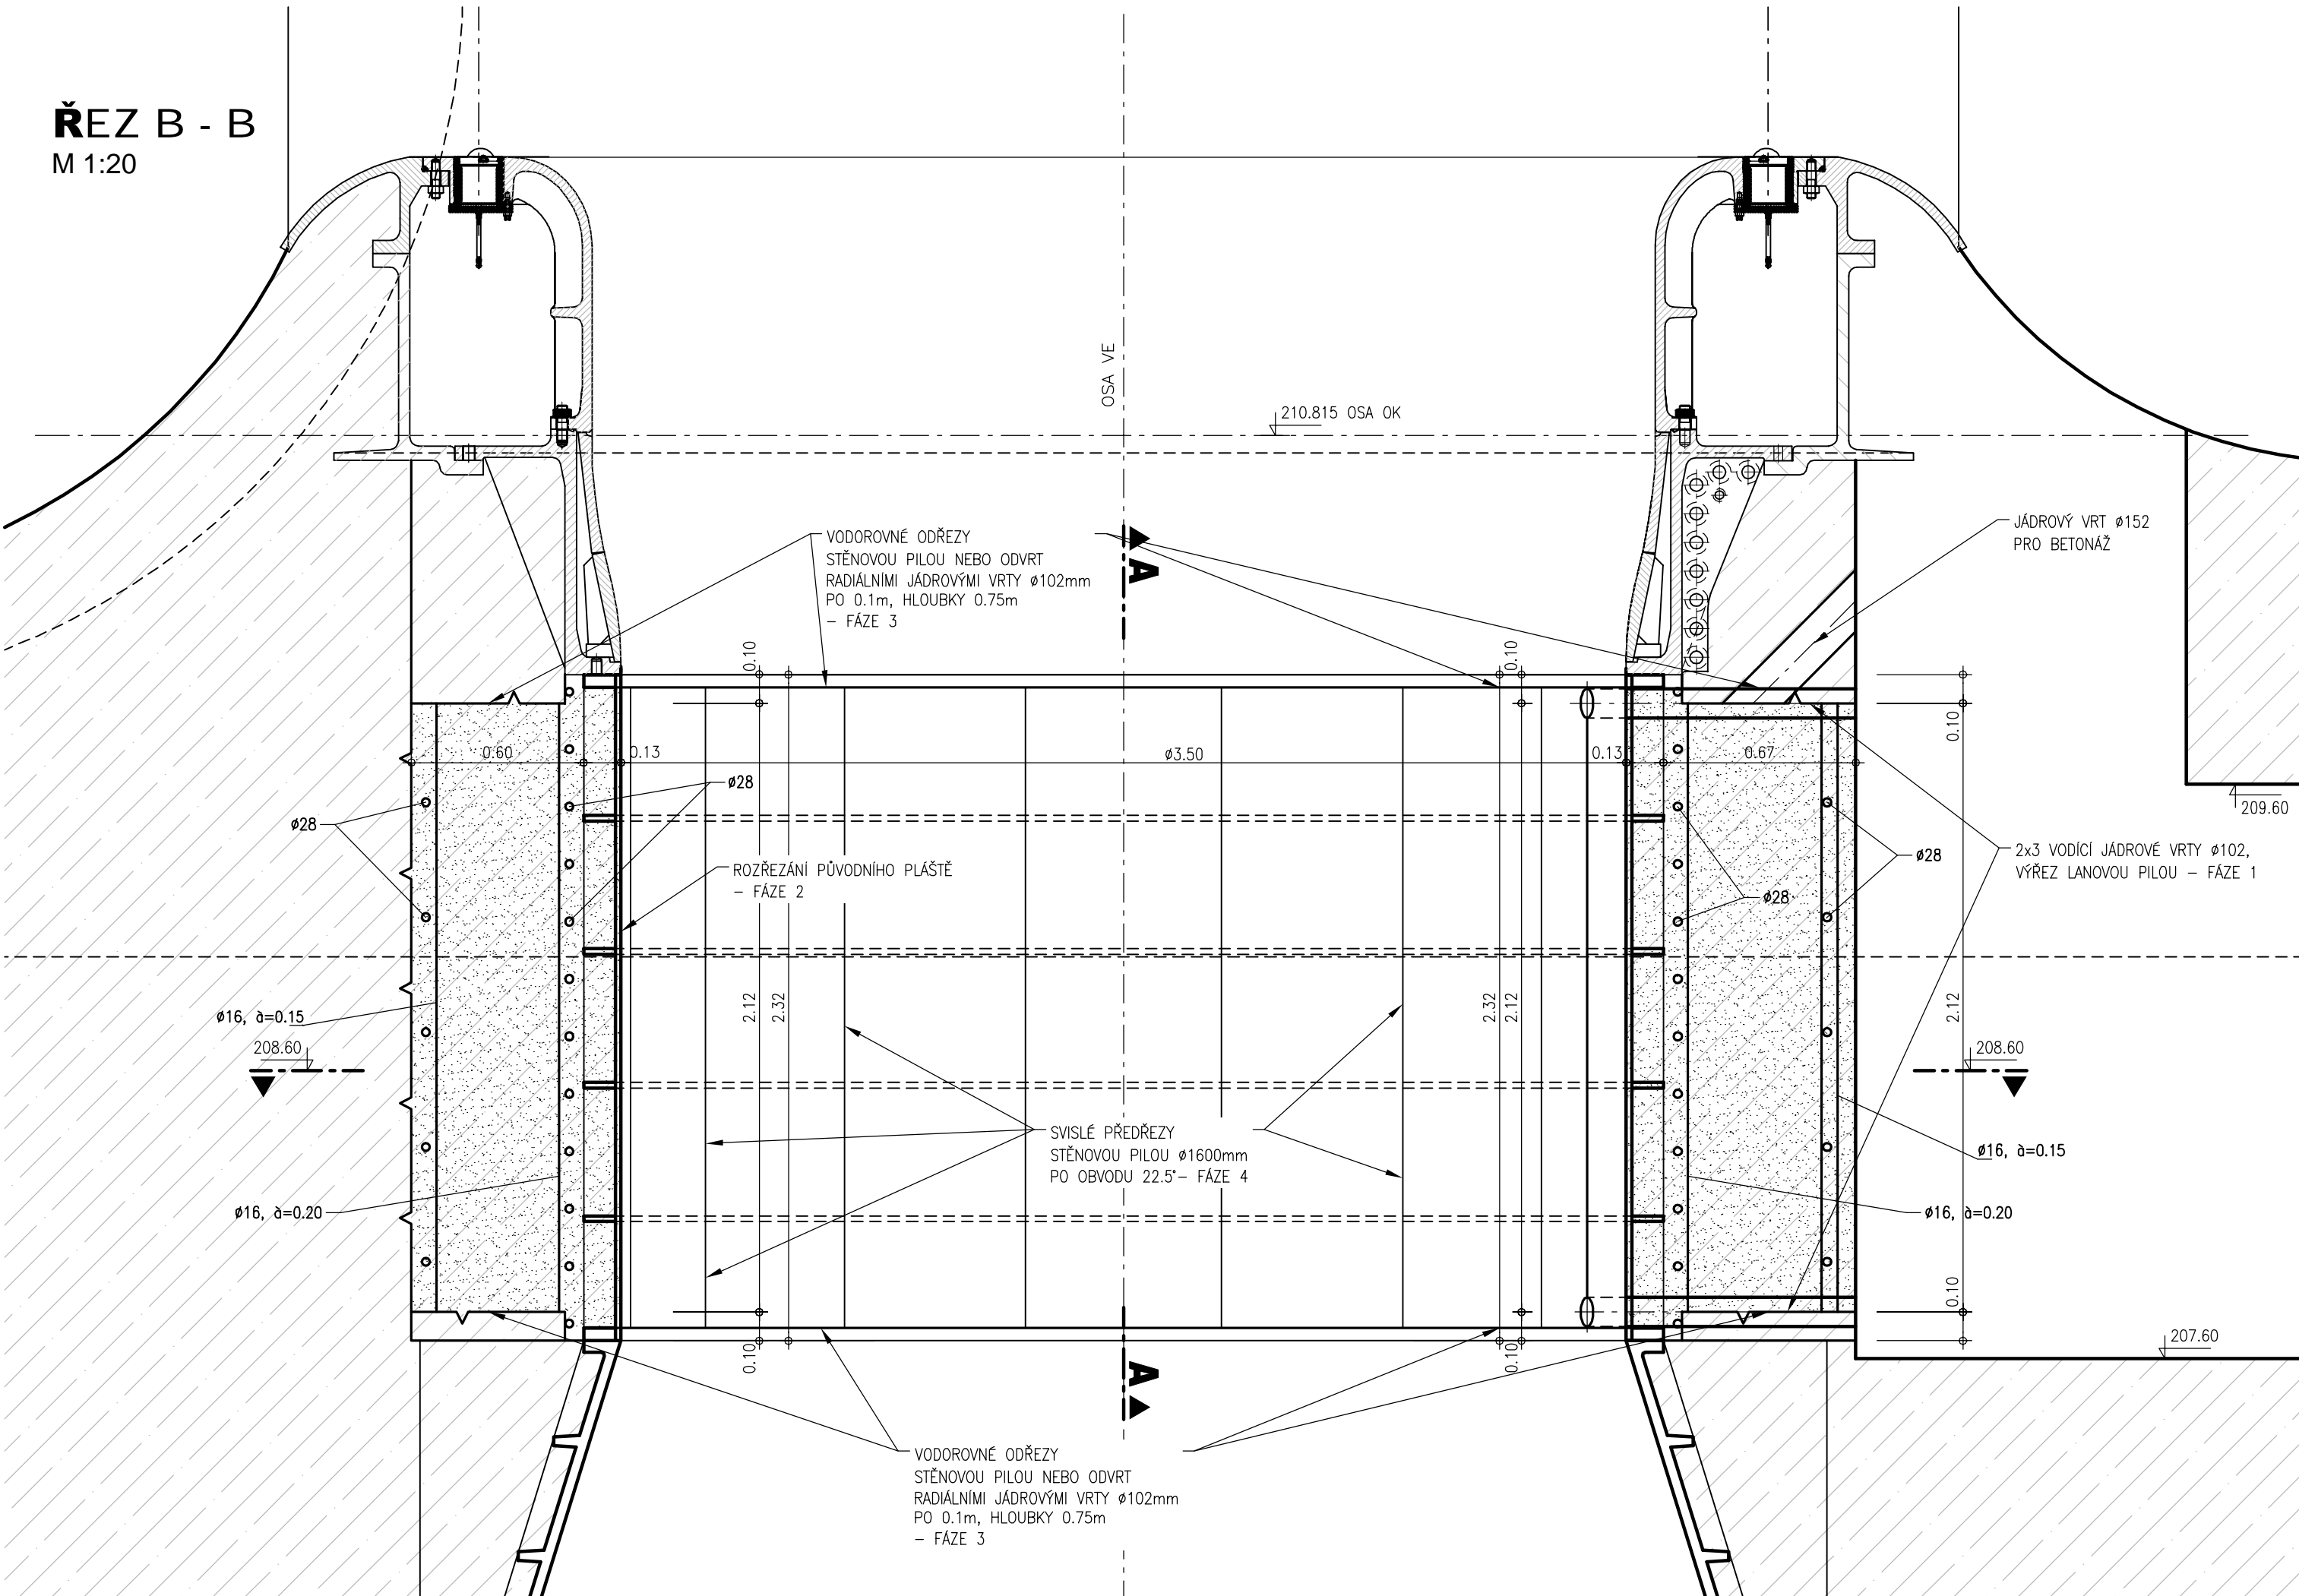 ŘEZ B - B
M 1:20
OSA VE
210.815 OSA OK
VODOROVNÉ ODŘEZY
STĚNOVOU PILOU NEBO ODVRT
RADIÁLNÍMI JÁDROVÝMI VRTY ø102mm
PO 0.1m, HLOUBKY 0.75m
– FÁZE 3
A
JÁDROVÝ VRT ø152
PRO BETONÁŽ
0.10
0.10
0.10
0.60
0.13
ø3.50
0.13
0.67
209.60
ø28
ø28
ø28
ø28
ROZŘEZÁNÍ PŮVODNÍHO PLÁŠTĚ
– FÁZE 2
2x3 VODÍCÍ JÁDROVÉ VRTY ø102,
VÝŘEZ LANOVOU PILOU – FÁZE 1
2.12
2.32
2.32
2.12
2.12
ø16, à=0.15
208.60
208.60
SVISLÉ PŘEDŘEZY
STĚNOVOU PILOU ø1600mm
PO OBVODU 22.5°– FÁZE 4
ø16, à=0.15
ø16, à=0.20
ø16, à=0.20
0.10
0.10
0.10
207.60
A
VODOROVNÉ ODŘEZY
STĚNOVOU PILOU NEBO ODVRT
RADIÁLNÍMI JÁDROVÝMI VRTY ø102mm
PO 0.1m, HLOUBKY 0.75m
– FÁZE 3